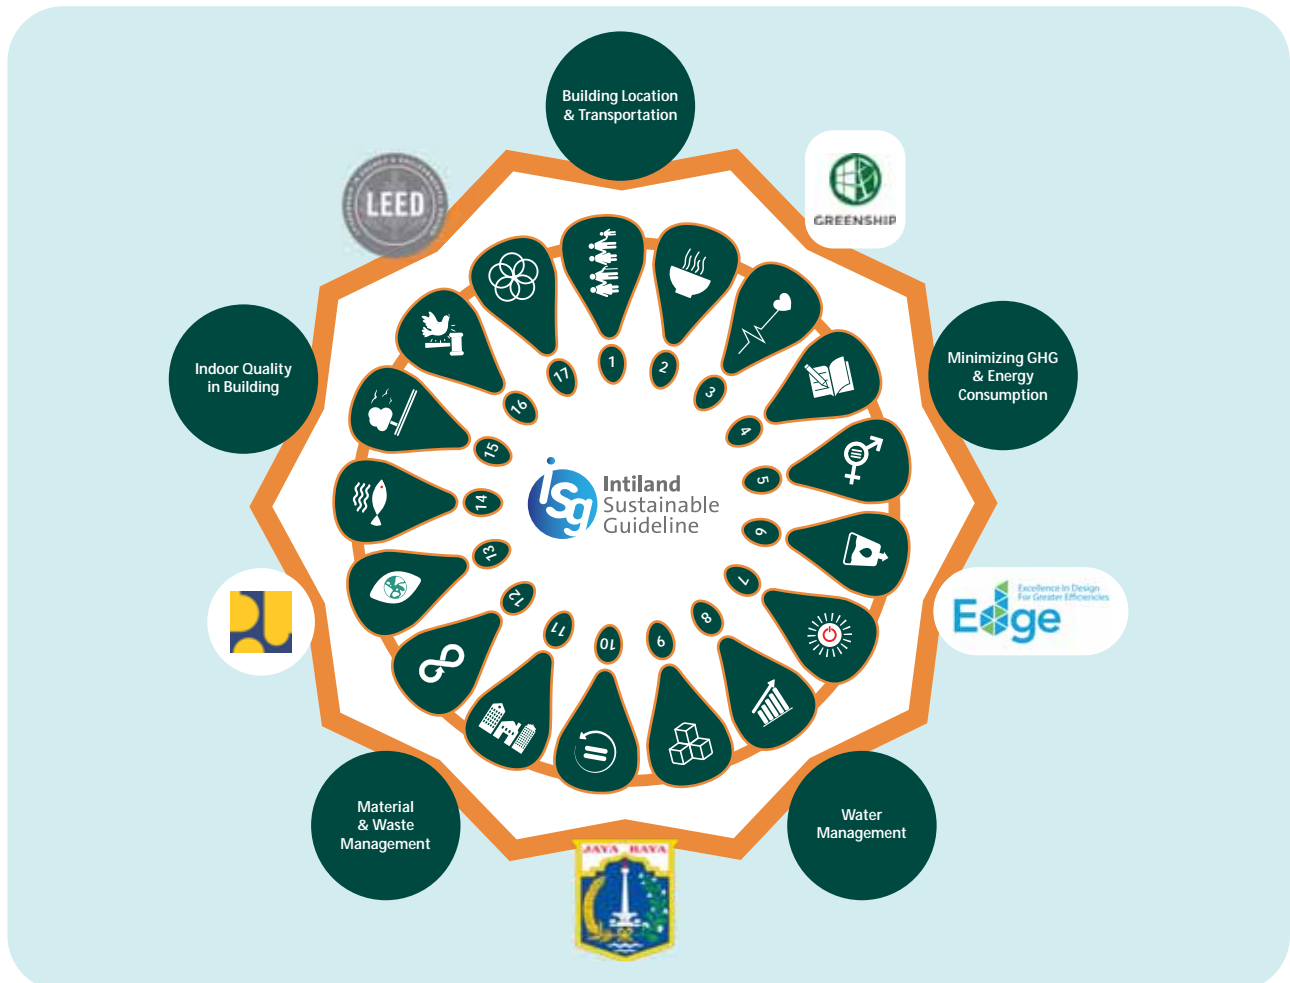 Building Location
& Transportation
LEED
GREENSHIP
Indoor Quality
in Building
Minimizing GHG
& Energy
Consumption
1
2
3
4
5
6
7
8
9
10
11
12
13
14
15
16
17
isg
Intiland
Sustainable
Guideline
Edge
Excellence In Design
For Greater Efficiencies
Material
& Waste
Management
Water
Management
JAYA RAYA